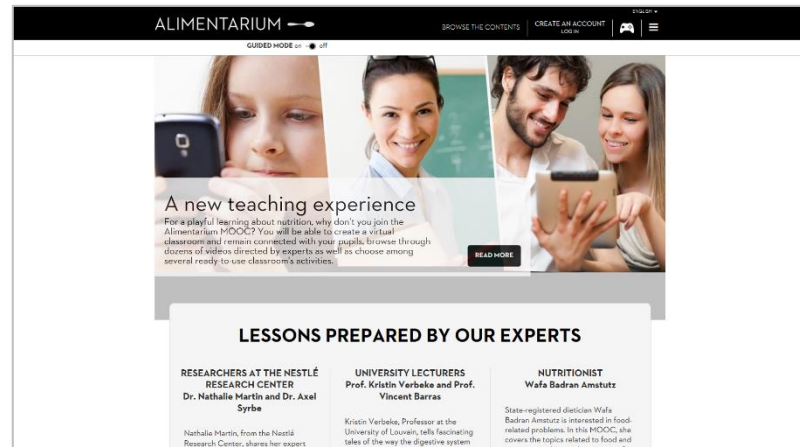 ENGLISH
ALIMENTARIUM
BROWSE THE CONTENTS
CREATE AN ACCOUNT
LOG IN
GUIDED MODE on off
A new teaching experience
For a playful learning about nutrition, why don't you join the
Alimentarium MOOC? You will be able to create a virtual
classroom and remain connected with your pupils, browse through
dozens of videos directed by experts as well as choose among
several ready-to-use classroom's activities.
READ MORE
LESSONS PREPARED BY OUR EXPERTS
RESEARCHERS AT THE NESTLÉ
RESEARCH CENTER
Dr. Nathalie Martin and Dr. Axel
Syrbe
Nathalie Martin, from the Nestlé
Research Center, shares her expert
UNIVERSITY LECTURERS
Prof. Kristin Verbeke and Prof.
Vincent Barras
Kristin Verbeke, Professor at the
University of Louvain, tells fascinating
tales of the way the digestive system
NUTRITIONIST
Wafa Badran Amstutz
State-registered dietician Wafa
Badran Amstutz is interested in food-
related problems. In this MOOC, she
covers the topics related to food and